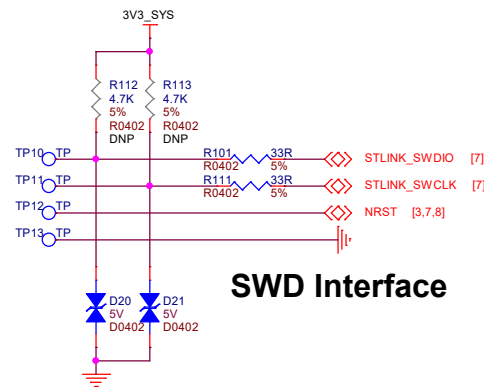 3V3_SYS
R112 R113
4.7K 4.7K
5% 5%
R0402 R0402
DNP DNP
TP10 TP R101 33R STLINK_SWDIO [7]
R0402 5%
TP11 TP R111 33R STLINK_SWCLK [7]
R0402 5%
TP12 TP NRST [3,7,8]
TP13 TP
SWD Interface
D20 D21
5V 5V
D0402 D0402